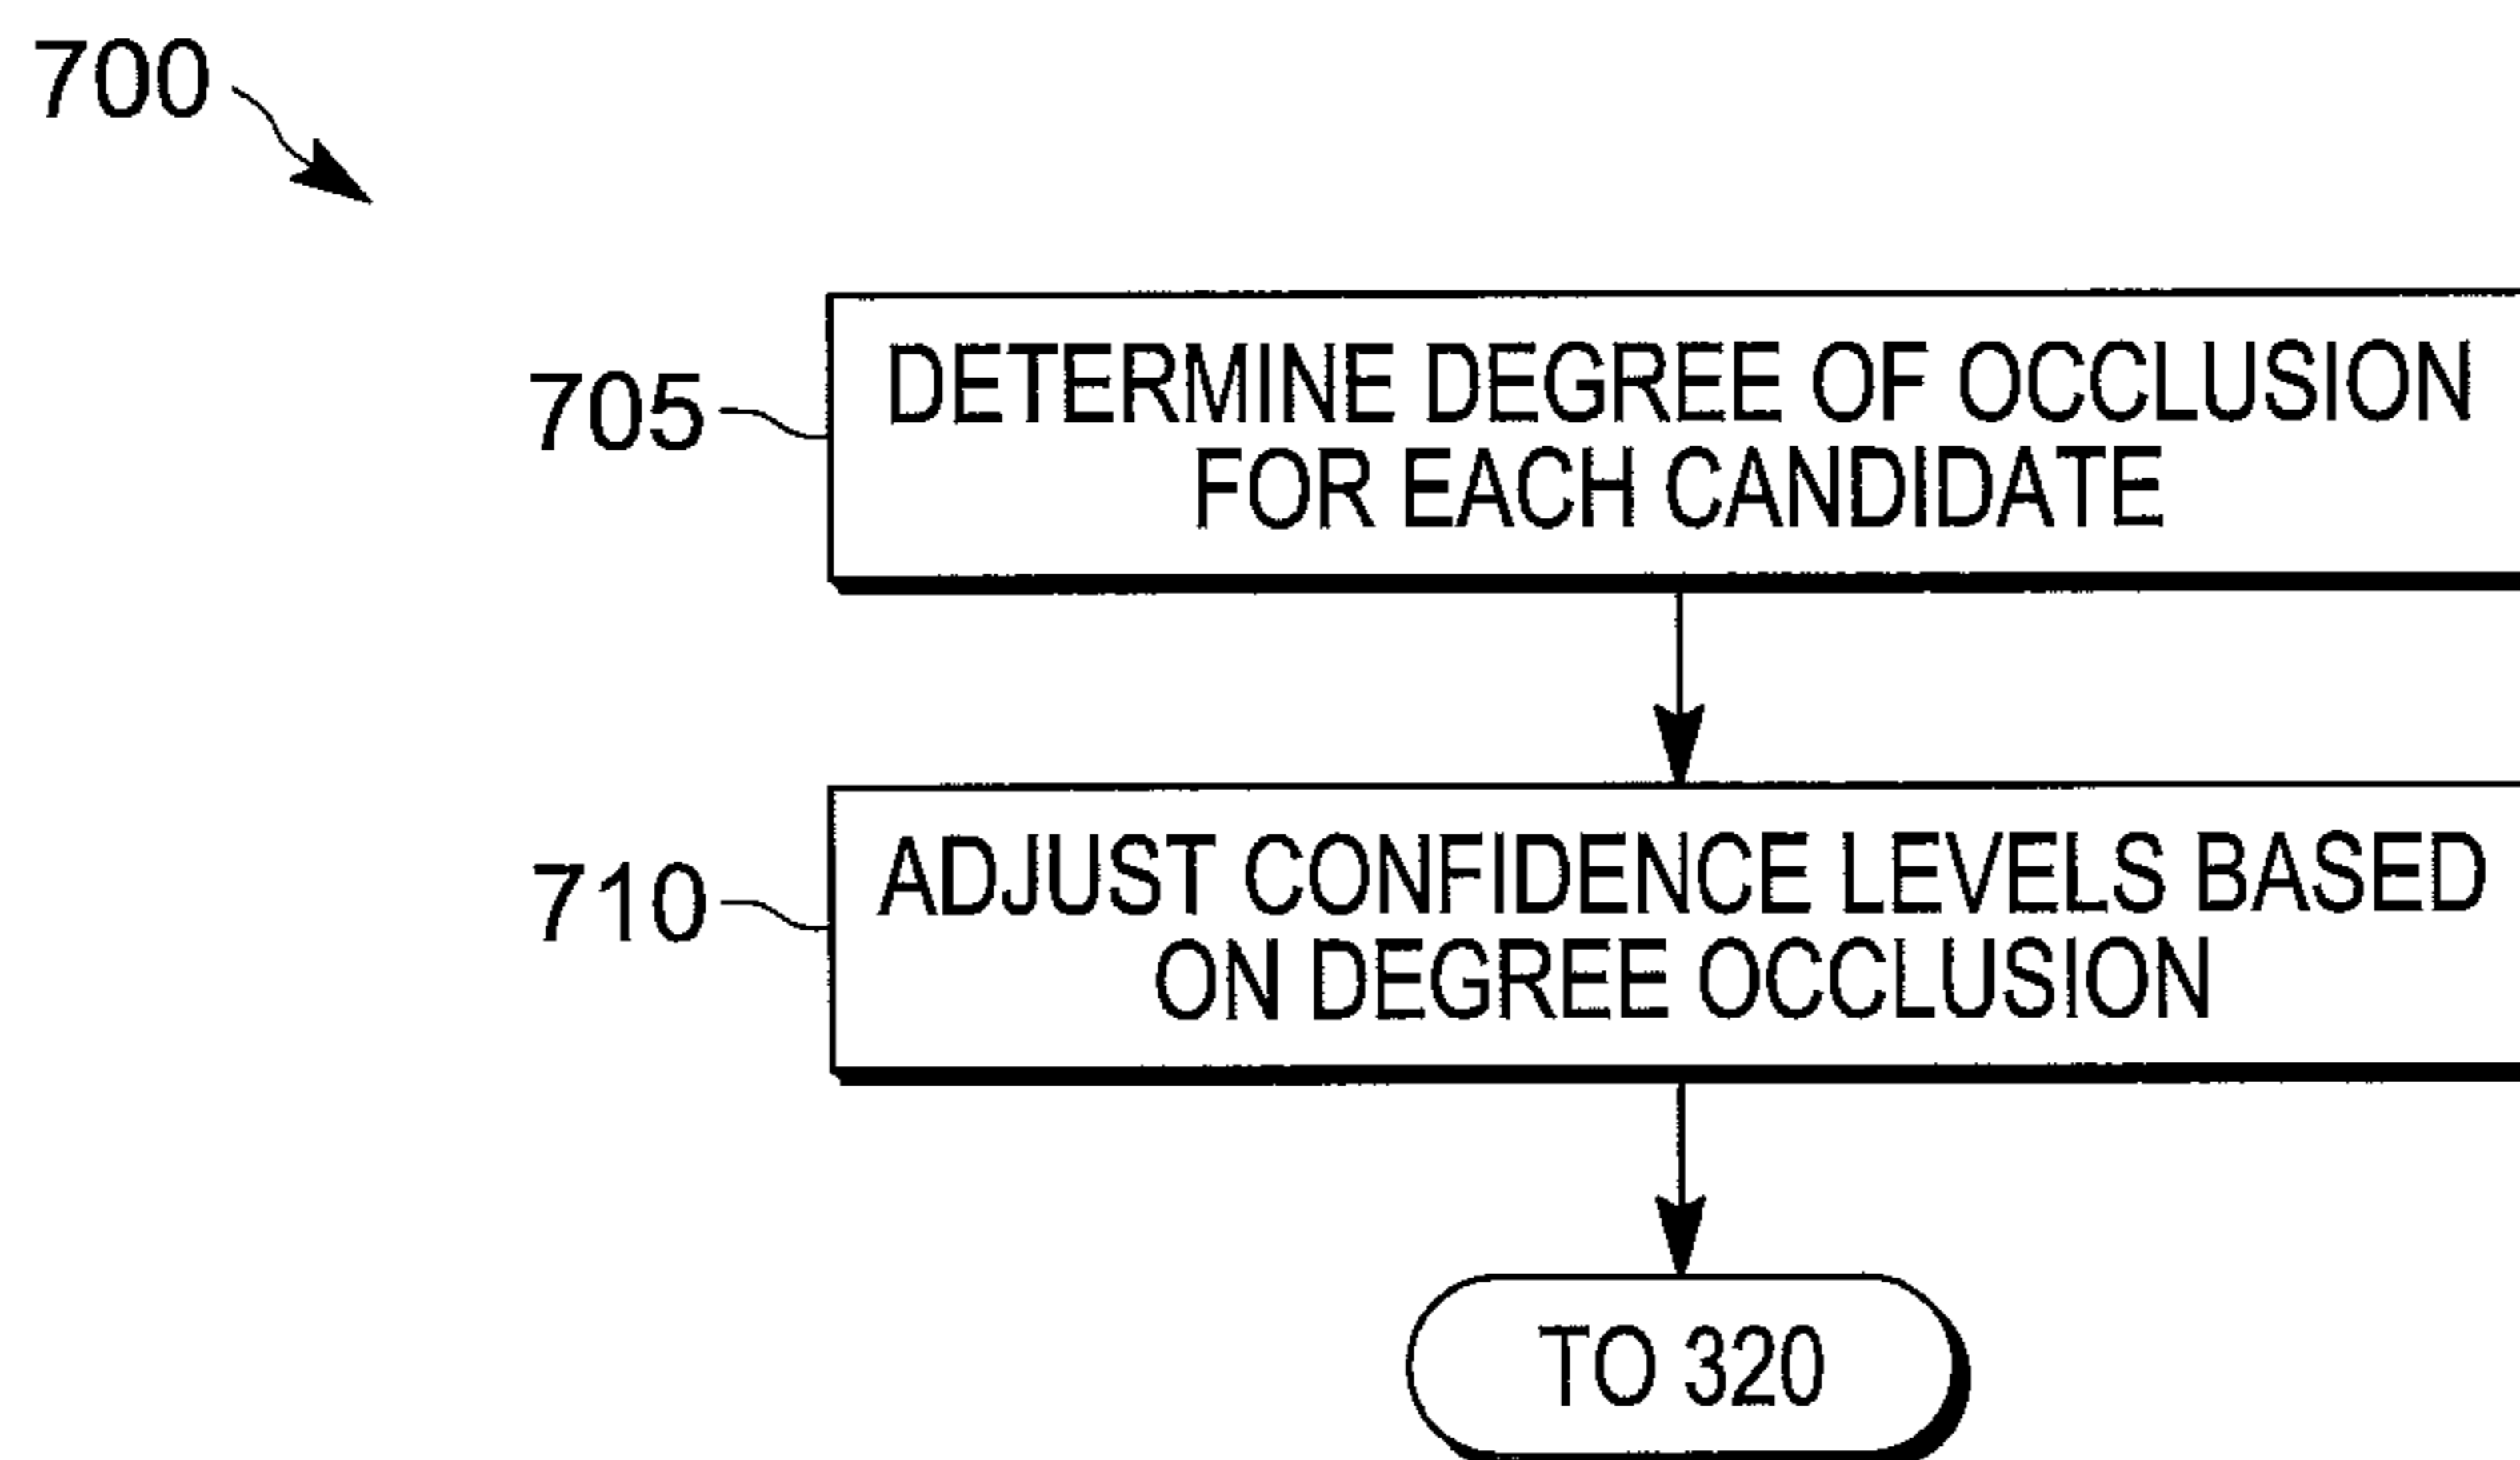 700
705
DETERMINE DEGREE OF OCCLUSION
FOR EACH CANDIDATE
710
ADJUST CONFIDENCE LEVELS BASED
ON DEGREE OCCLUSION
TO 320